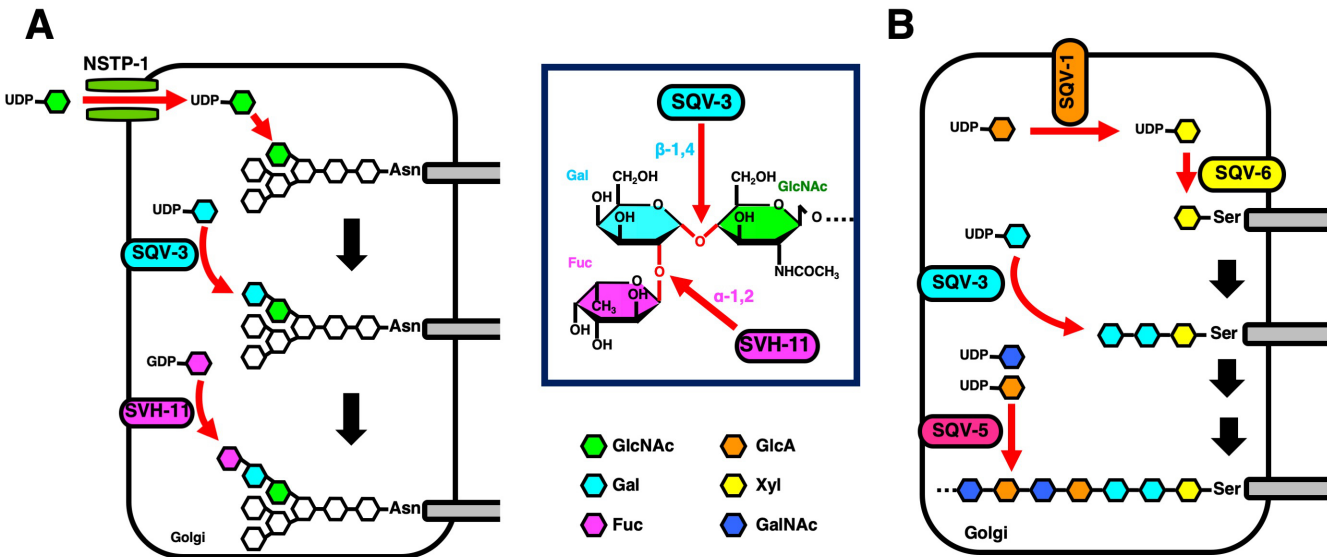 A
NSTP-1
UDP
UDP
Asn
UDP
SQV-3
Asn
GDP
SVH-11
Asn
Golgi
SQV-3
β-1,4
Gal
GlcNAc
CH₂OH
CH₂OH
O
O
O
OH
OH
OH
O
O
NHCOCH₃
Fuc
O
OH
CH₃
OH
OH
OH
α-1,2
SVH-11
GlcNAc
GlcA
Gal
Xyl
Fuc
GalNAc
B
SQV-1
UDP
UDP
SQV-6
Ser
UDP
SQV-3
Ser
UDP
UDP
SQV-5
Ser
Golgi